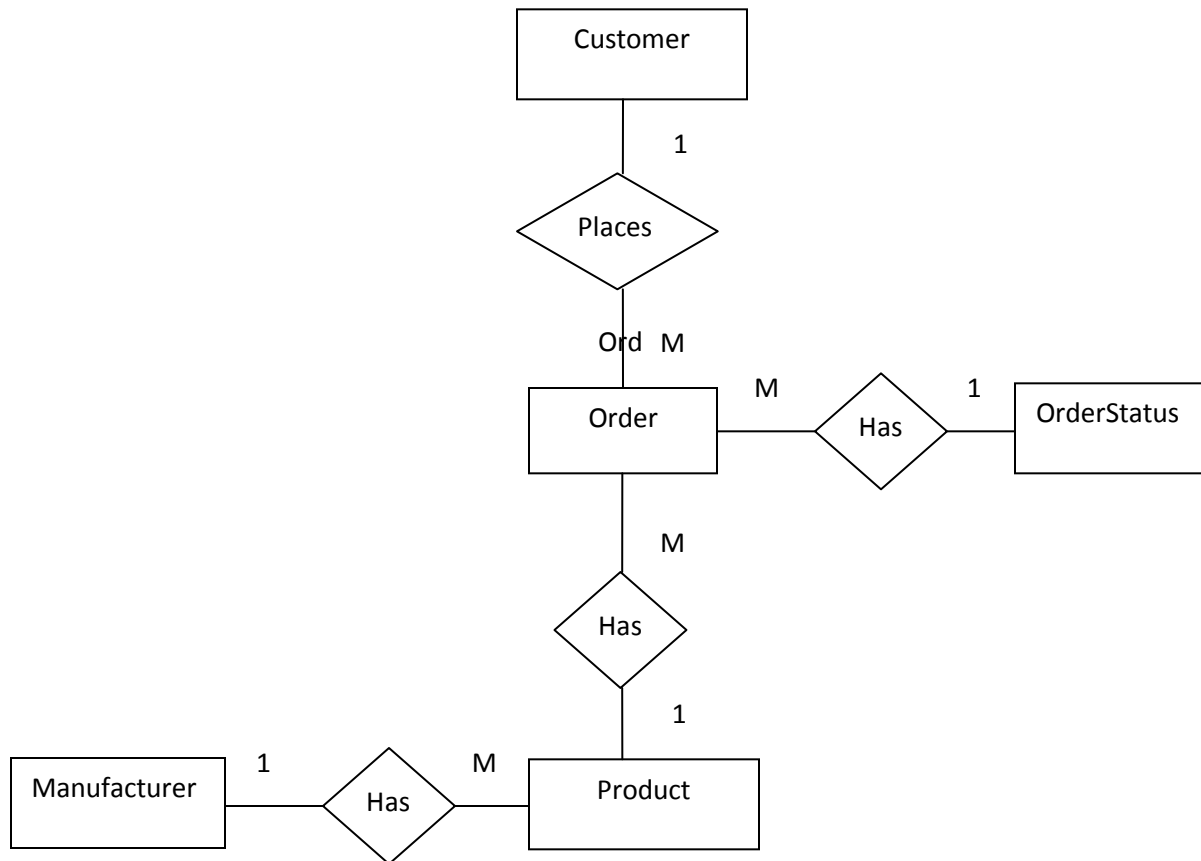 Customer
1
Places
Ord M
M 1
Order Has OrderStatus
M
Has
1
1 M
Manufacturer Has Product